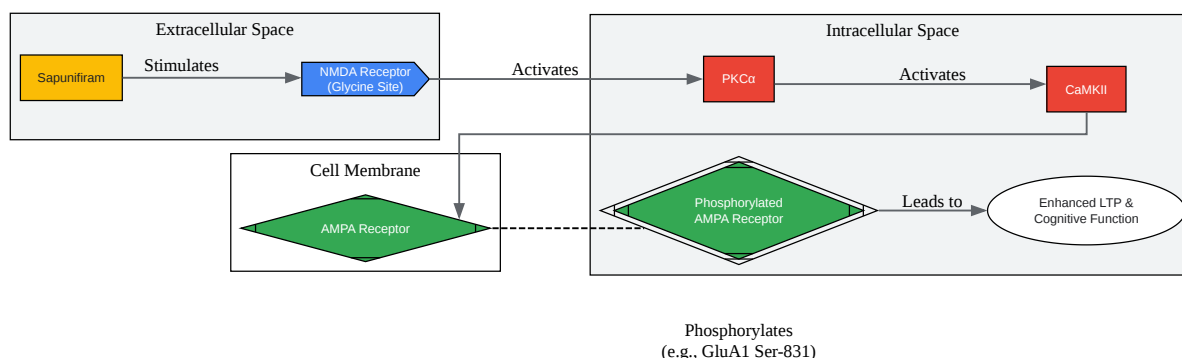 Extracellular Space
Intracellular Space
Sapunifiram
Stimulates
NMDA Receptor
(Glycine Site)
Activates
PKCα
Activates
CaMKII
Cell Membrane
AMPA Receptor
Phosphorylated
AMPA Receptor
Leads to
Enhanced LTP &
Cognitive Function
Phosphorylates
(e.g., GluA1 Ser-831)